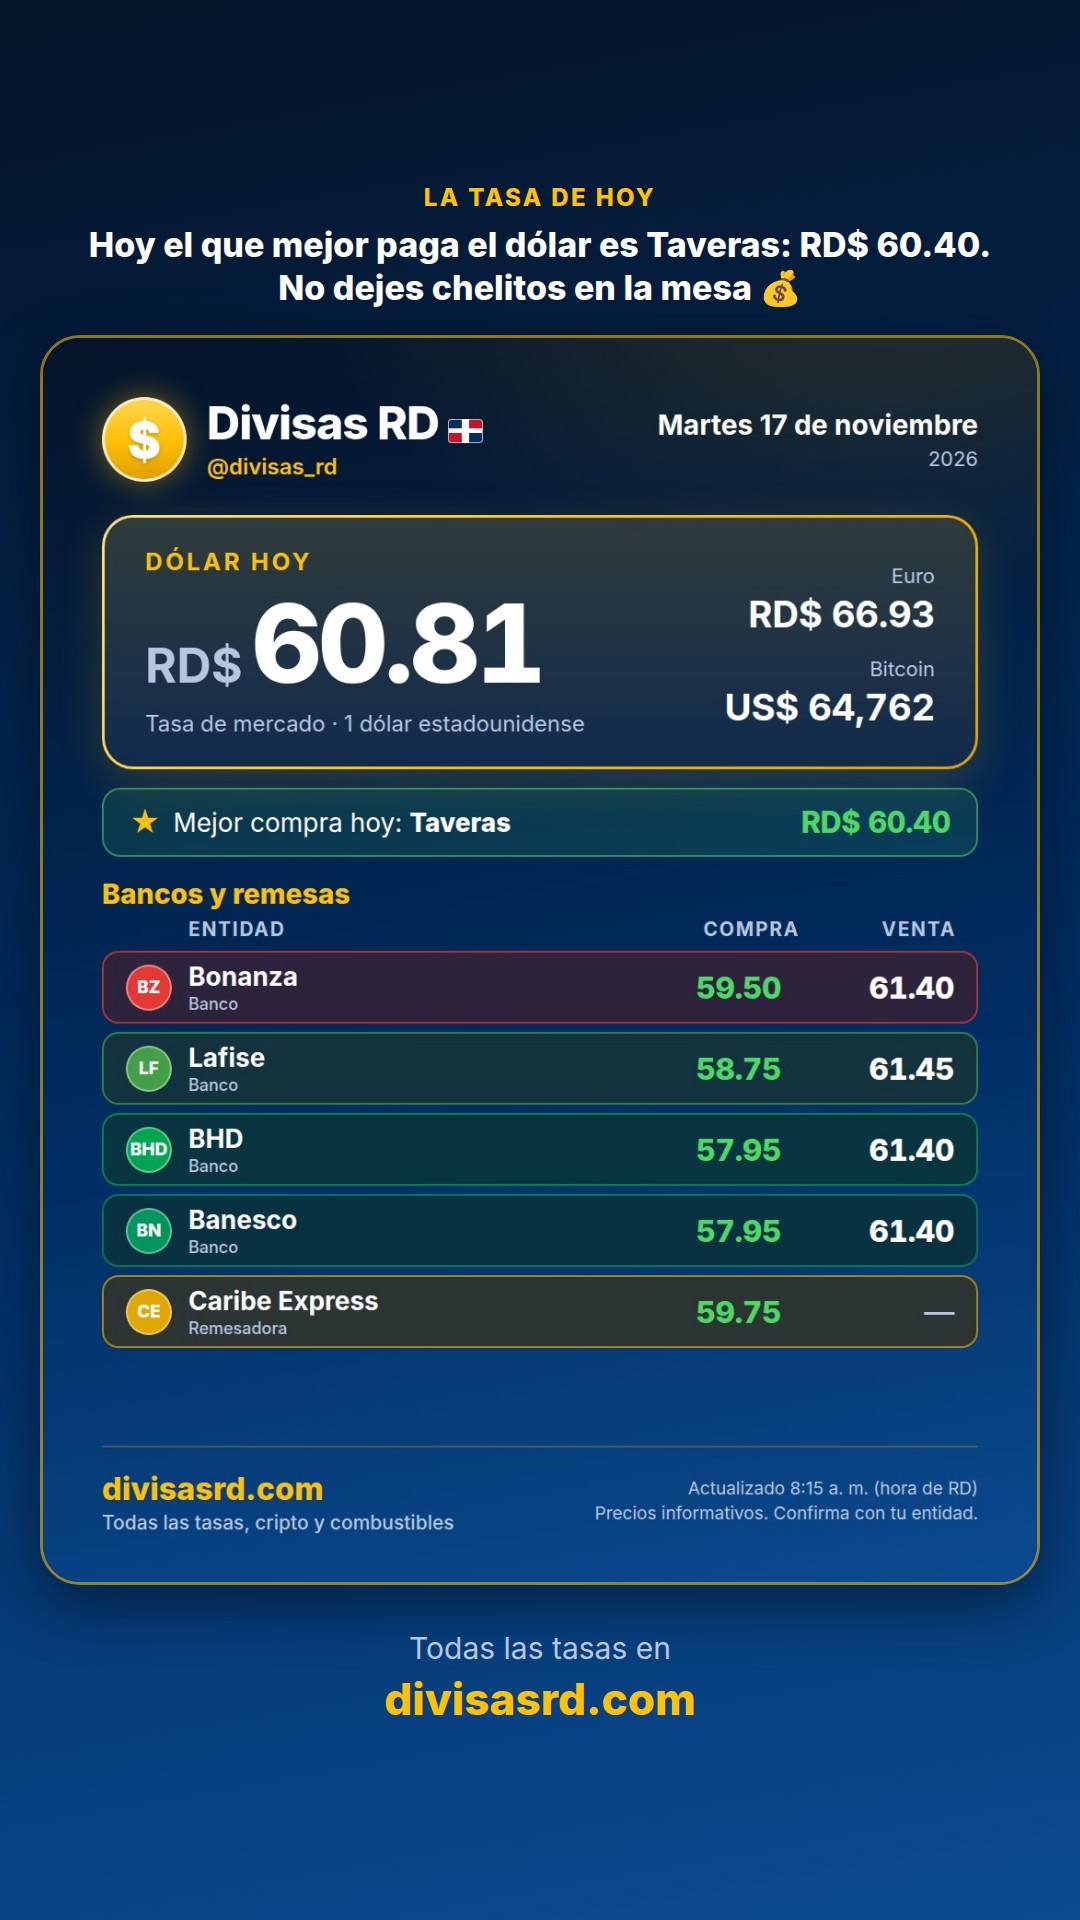 LA TASA DE HOY
Hoy el que mejor paga el dólar es Taveras: RD$ 60.40.
No dejes chelitos en la mesa 💰
$
Divisas RD 🇩🇴
@divisas_rd
Martes 17 de noviembre
2026
DÓLAR HOY
RD$ 60.81
Tasa de mercado · 1 dólar estadounidense
Euro
RD$ 66.93
Bitcoin
US$ 64,762
★ Mejor compra hoy: Taveras RD$ 60.40
Bancos y remesas
ENTIDAD COMPRA VENTA
BZ Bonanza 59.50 61.40
Banco
LF Lafise 58.75 61.45
Banco
BHD BHD 57.95 61.40
Banco
BN Banesco 57.95 61.40
Banco
CE Caribe Express 59.75 —
Remesadora
divisasrd.com
Todas las tasas, cripto y combustibles
Actualizado 8:15 a. m. (hora de RD)
Precios informativos. Confirma con tu entidad.
Todas las tasas en
divisasrd.com